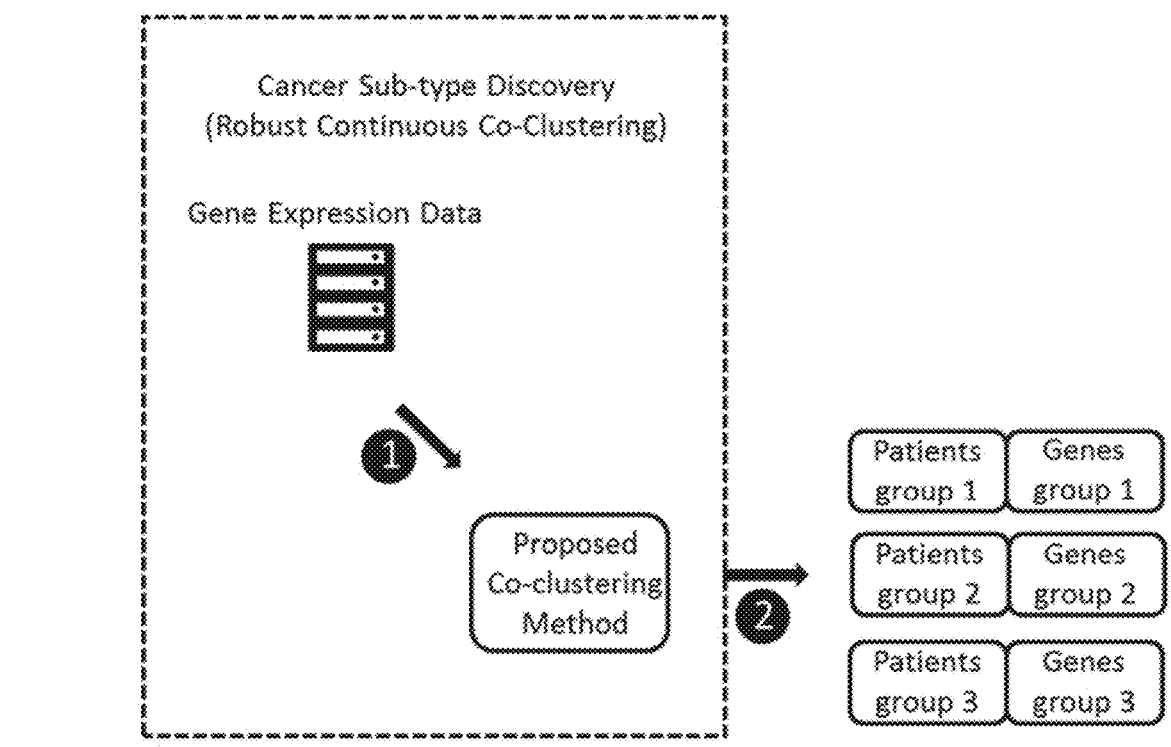 Cancer Sub-type Discovery
(Robust Continuous Co-Clustering)
Gene Expression Data
1
Proposed
Co-clustering
Method
2
Patients
group 1
Genes
group 1
Patients
group 2
Genes
group 2
Patients
group 3
Genes
group 3